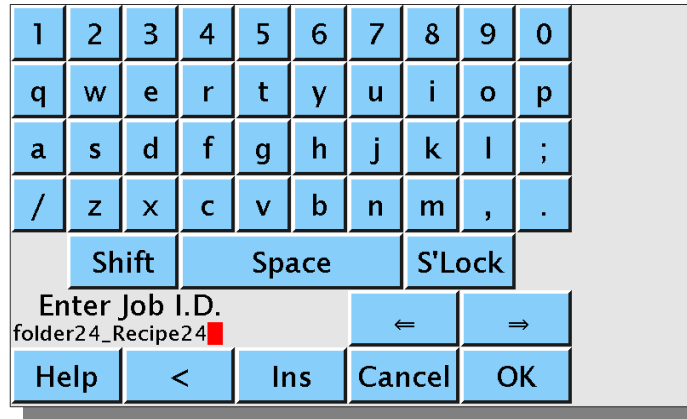 1 2 3 4 5 6 7 8 9 0
q w e r t y u i o p
a s d f g h j k l ;
/ z x c v b n m , .
Shift Space S'Lock
Enter Job I.D.
folder24_Recipe24
⇐ ⇒
Help < Ins Cancel OK